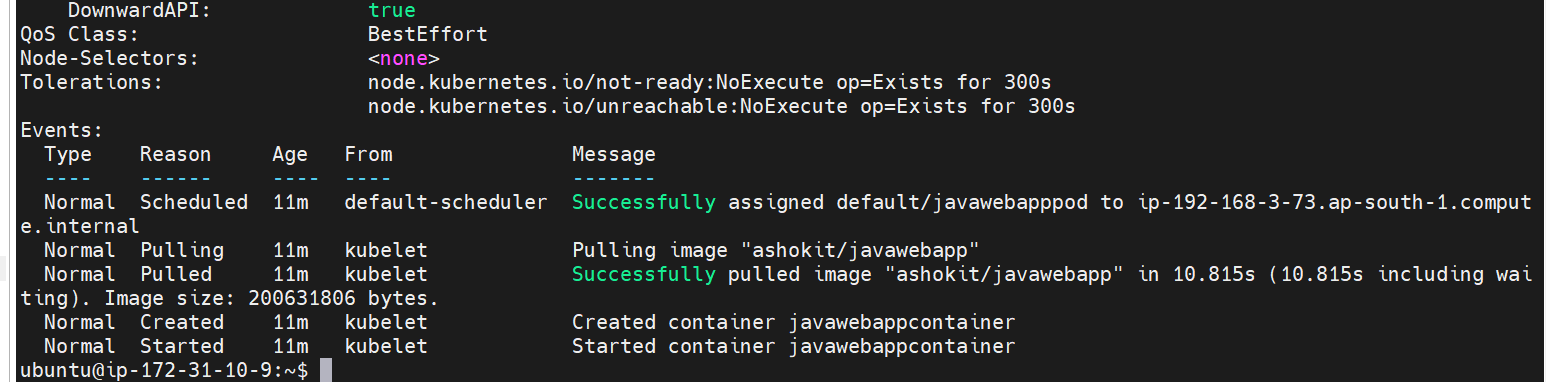 DownwardAPI:             true
QoS Class:                   BestEffort
Node-Selectors:              <none>
Tolerations:                 node.kubernetes.io/not-ready:NoExecute op=Exists for 300s
                             node.kubernetes.io/unreachable:NoExecute op=Exists for 300s
Events:
  Type    Reason     Age   From               Message
  ----    ------     ----  ----               -------
  Normal  Scheduled  11m   default-scheduler  Successfully assigned default/javawebapppod to ip-192-168-3-73.ap-south-1.comput
e.internal
  Normal  Pulling    11m   kubelet            Pulling image "ashokit/javawebapp"
  Normal  Pulled     11m   kubelet            Successfully pulled image "ashokit/javawebapp" in 10.815s (10.815s including wai
ting). Image size: 200631806 bytes.
  Normal  Created    11m   kubelet            Created container javawebappcontainer
  Normal  Started    11m   kubelet            Started container javawebappcontainer
ubuntu@ip-172-31-10-9:~$